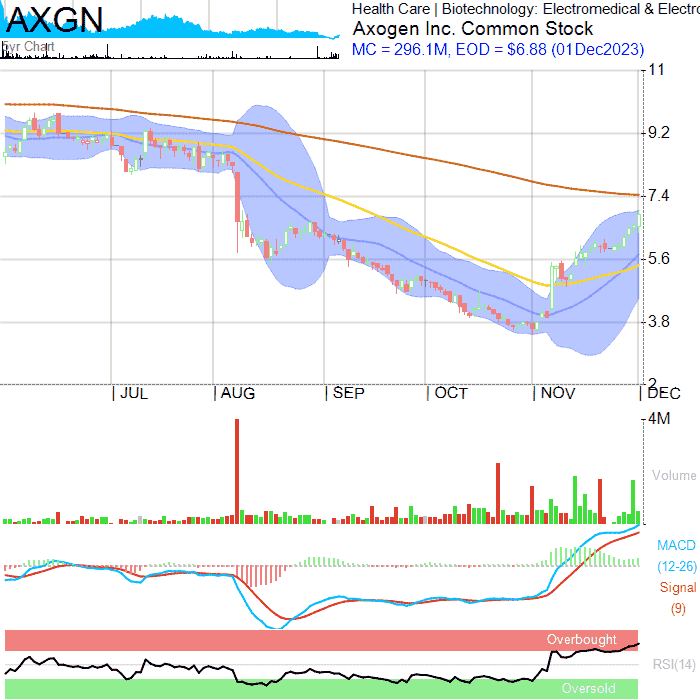 AXGN
5yr Chart
Health Care | Biotechnology: Electromedical & Electro
Axogen Inc. Common Stock
MC = 296.1M, EOD = $6.88 (01Dec2023)
11
9.2
7.4
5.6
3.8
2
JUL
AUG
SEP
OCT
NOV
DEC
4M
Volume
MACD
(12-26)
Signal
(9)
Overbought
RSI(14)
Oversold